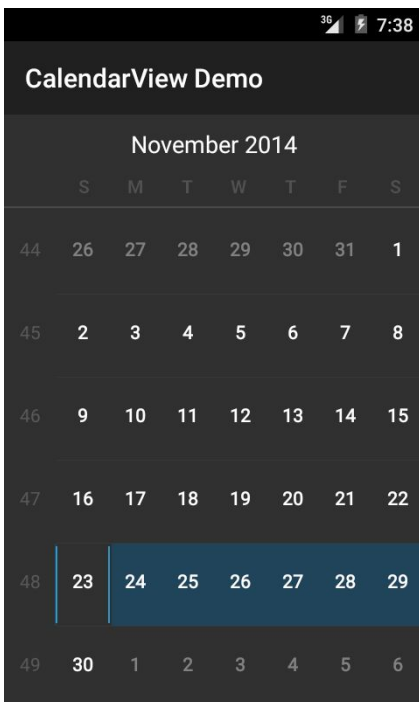 3G 7:38
CalendarView Demo
November 2014
S M T W T F S
44 26 27 28 29 30 31 1
45 2 3 4 5 6 7 8
46 9 10 11 12 13 14 15
47 16 17 18 19 20 21 22
48 23 24 25 26 27 28 29
49 30 1 2 3 4 5 6